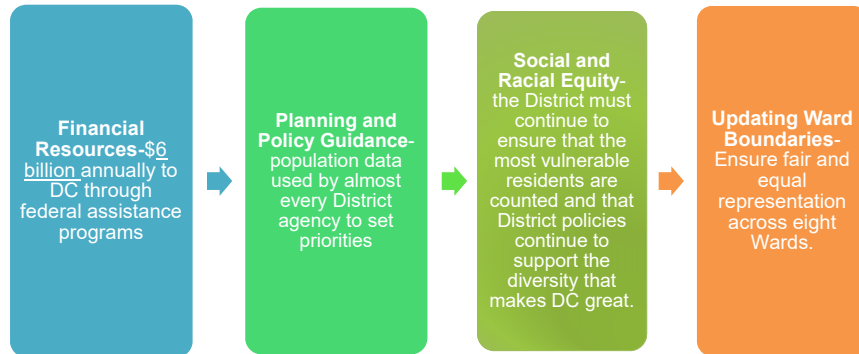 Financial
Resources-$6
billion annually to
DC through
federal assistance
programs
Planning and
Policy Guidance-
population data
used by almost
every District
agency to set
priorities
Social and
Racial Equity-
the District must
continue to
ensure that the
most vulnerable
residents are
counted and that
District policies
continue to
support the
diversity that
makes DC great.
Updating Ward
Boundaries-
Ensure fair and
equal
representation
across eight
Wards.